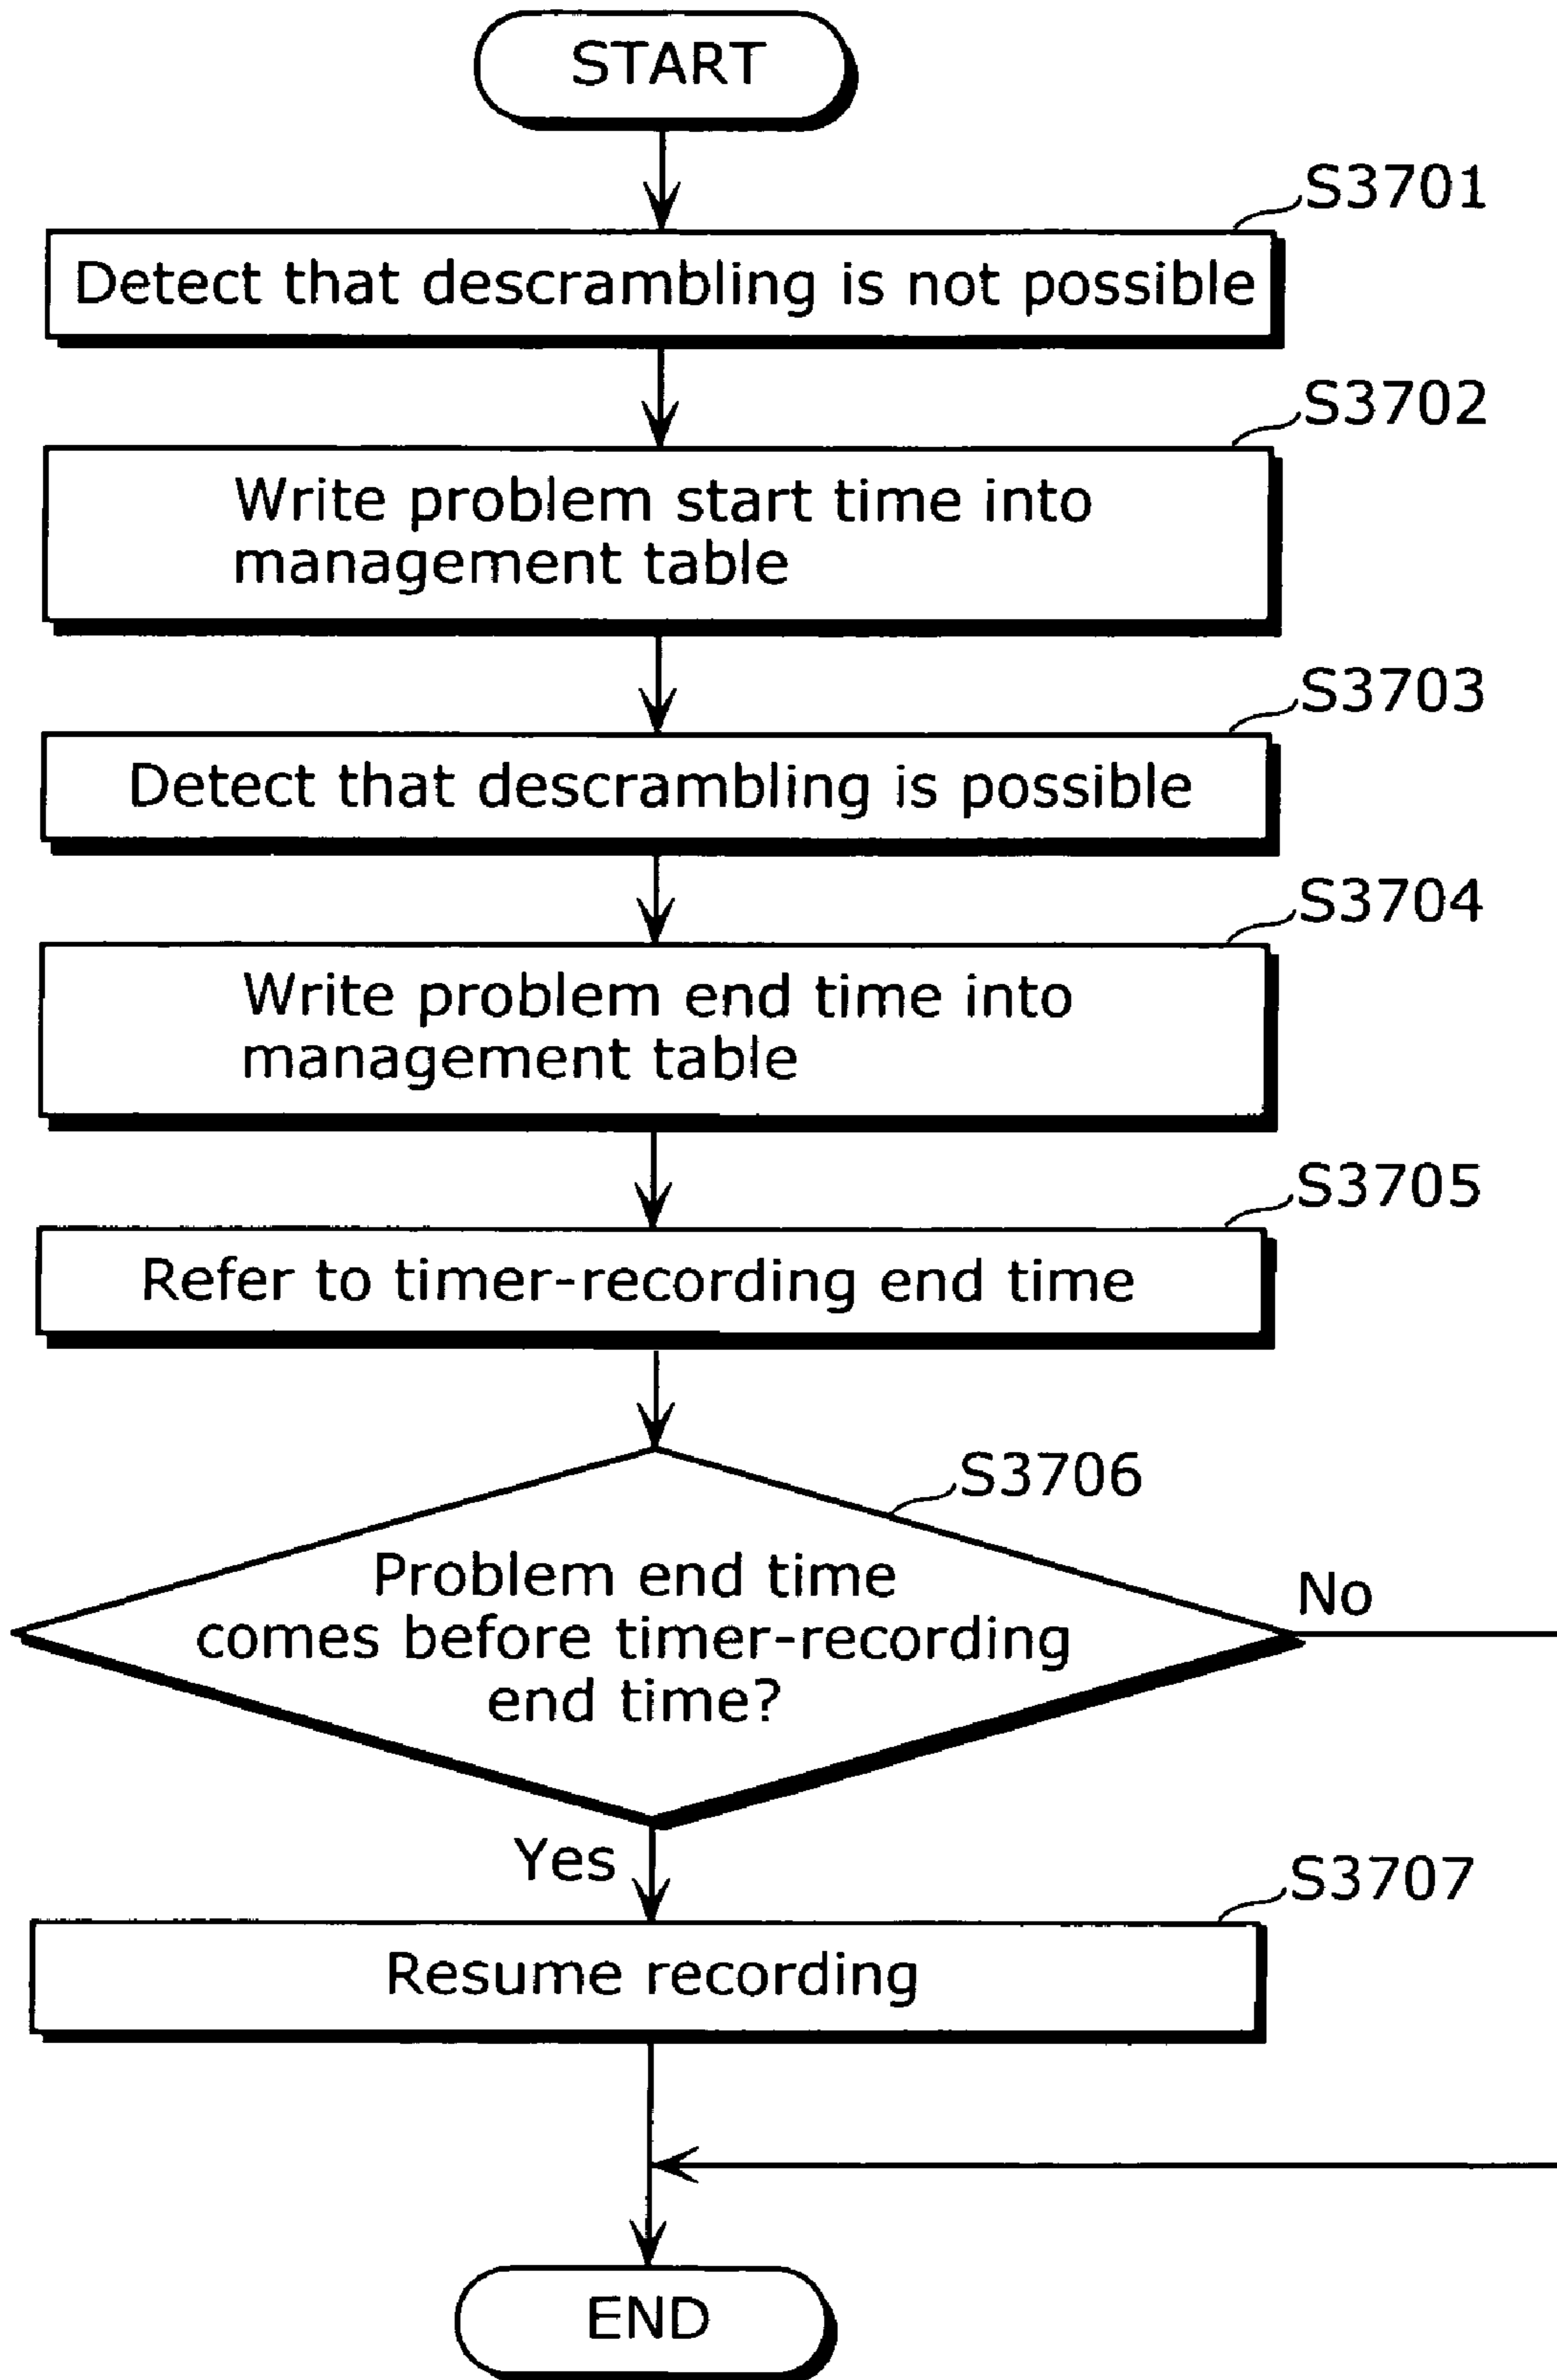 START
S3701
Detect that descrambling is not possible
S3702
Write problem start time into
management table
S3703
Detect that descrambling is possible
S3704
Write problem end time into
management table
S3705
Refer to timer-recording end time
S3706
Problem end time
comes before timer-recording
end time?
No
Yes
S3707
Resume recording
END